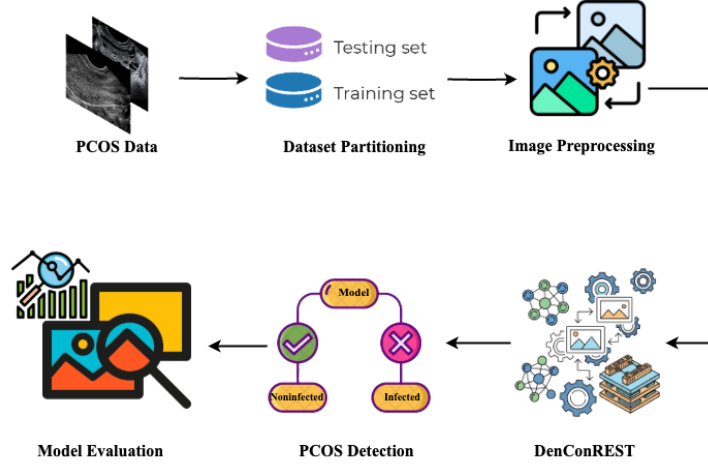 Testing set
Training set
PCOS Data
Dataset Partitioning
Image Preprocessing
Model
Noninfected
Infected
Model Evaluation
PCOS Detection
DenConREST